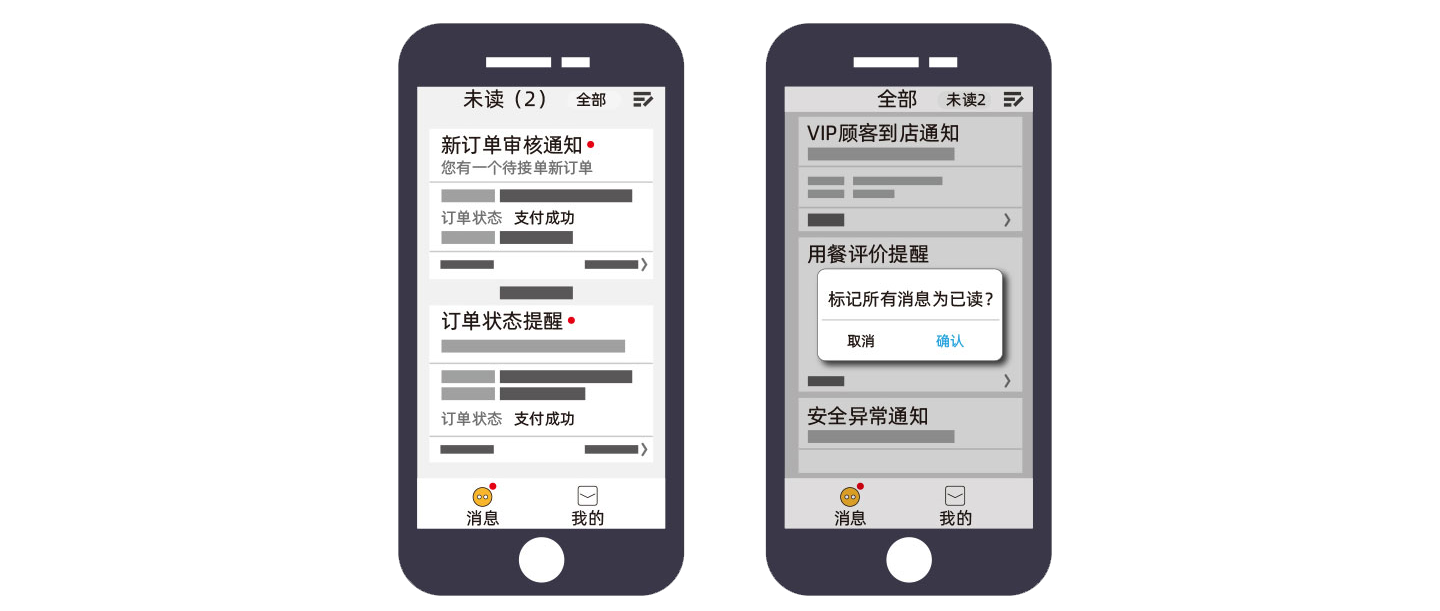 未读（2） 全部
新订单审核通知
您有一个待接单新订单
订单状态 支付成功
订单状态提醒
订单状态 支付成功
消息 我的
全部 未读2
VIP顾客到店通知
用餐评价提醒
标记所有消息为已读?
取消 确认
安全异常通知
消息 我的